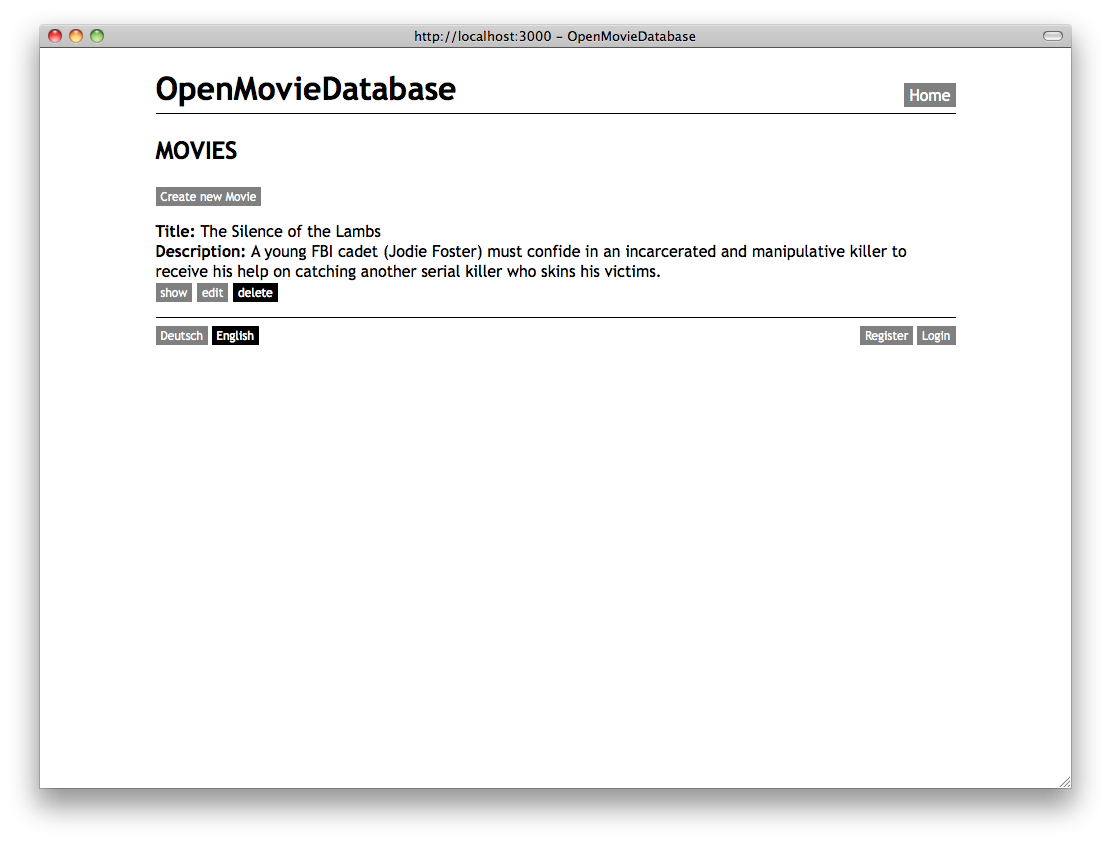 http://localhost:3000 – OpenMovieDatabase
OpenMovieDatabase
Home
MOVIES
Create new Movie
Title: The Silence of the Lambs
Description: A young FBI cadet (Jodie Foster) must confide in an incarcerated and manipulative killer to
receive his help on catching another serial killer who skins his victims.
show edit delete
Deutsch English
Register Login